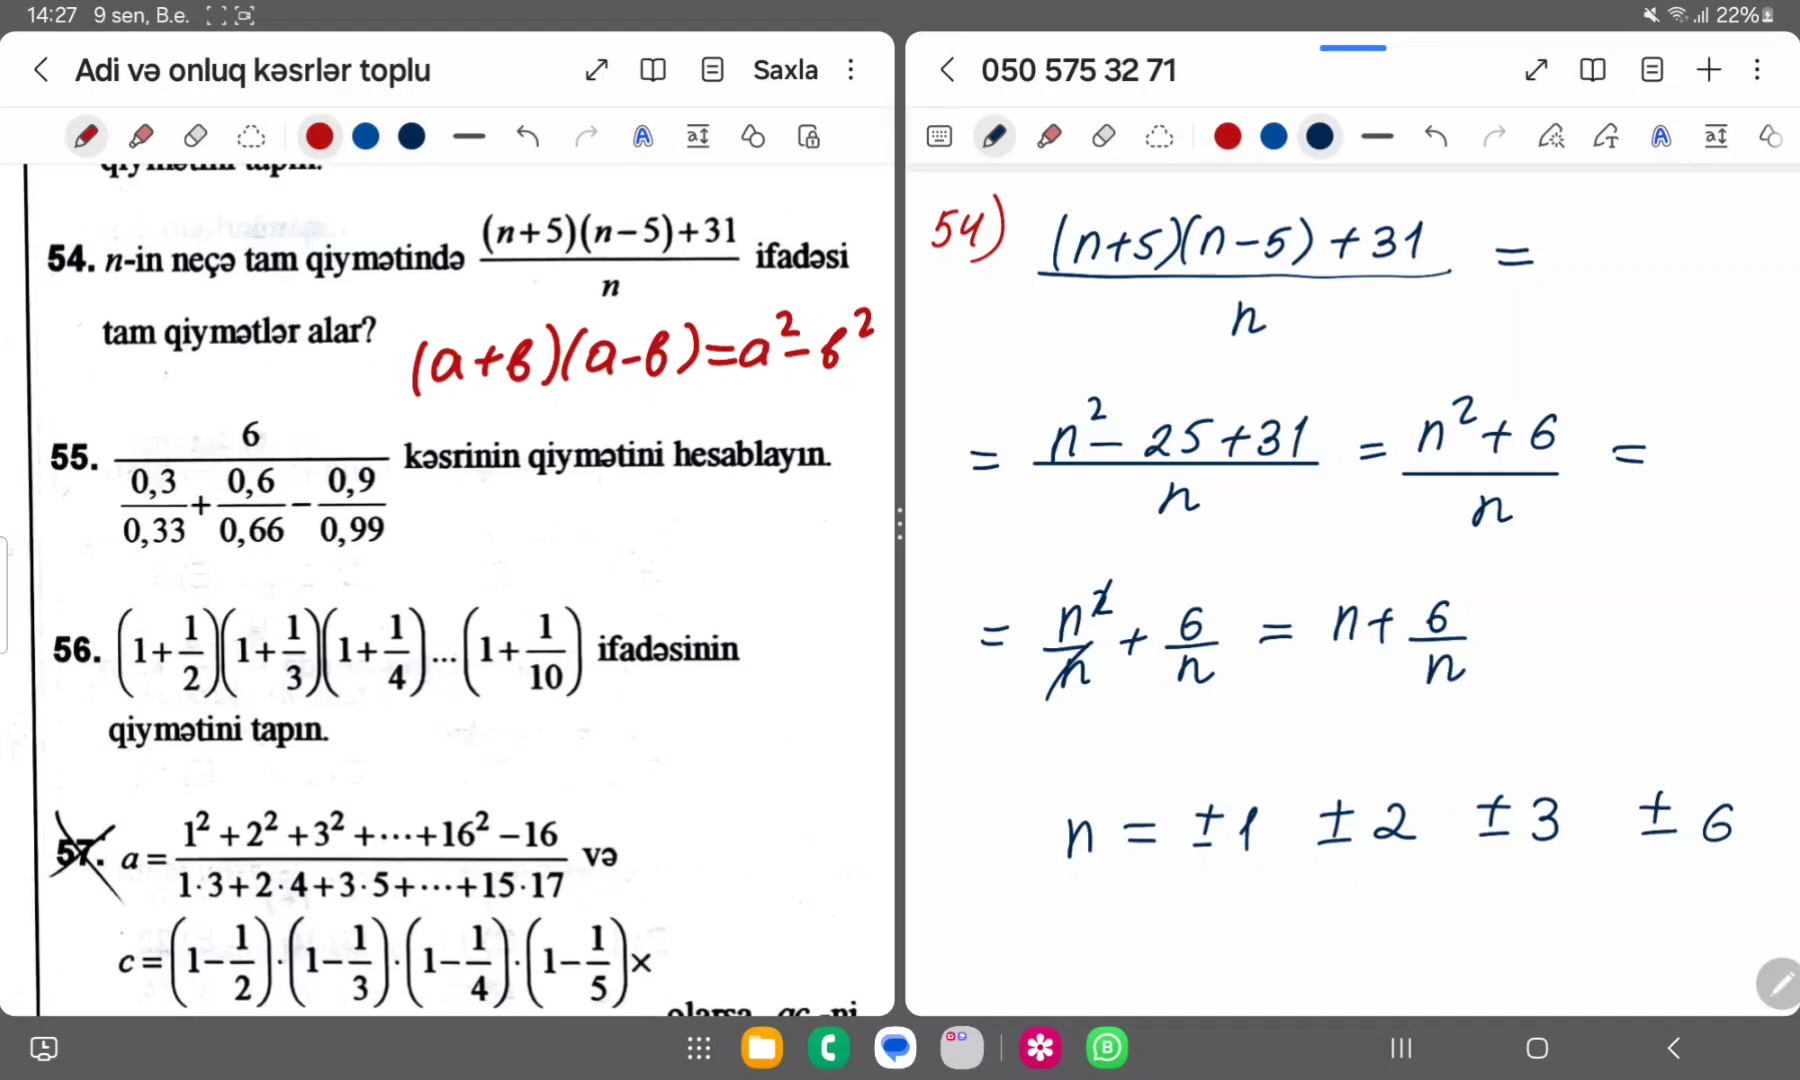 14:27 9 sen, B.e. 22%
Adi və onluq kəsrlər toplu Saxla
qiymətini tapın.
54. n-in neçə tam qiymətində (n+5)(n−5)+31 / n ifadəsi
tam qiymətlər alar?
(a+b)(a-b)=a²-b²
55. 6 / (0,3/0,33 + 0,6/0,66 − 0,9/0,99) kəsrinin qiymətini hesablayın.
56. (1+1/2)(1+1/3)(1+1/4)...(1+1/10) ifadəsinin
qiymətini tapın.
57. a = (1²+2²+3²+⋯+16²−16) / (1·3+2·4+3·5+⋯+15·17) və
c = (1−1/2)·(1−1/3)·(1−1/4)·(1−1/5)×
olarsa, ac -ni
050 575 32 71
54) (n+5)(n-5)+31 / n =
= n²-25+31 / n = n²+6 / n =
= n²/n + 6/n = n+ 6/n
n = ±1 ±2 ±3 ±6